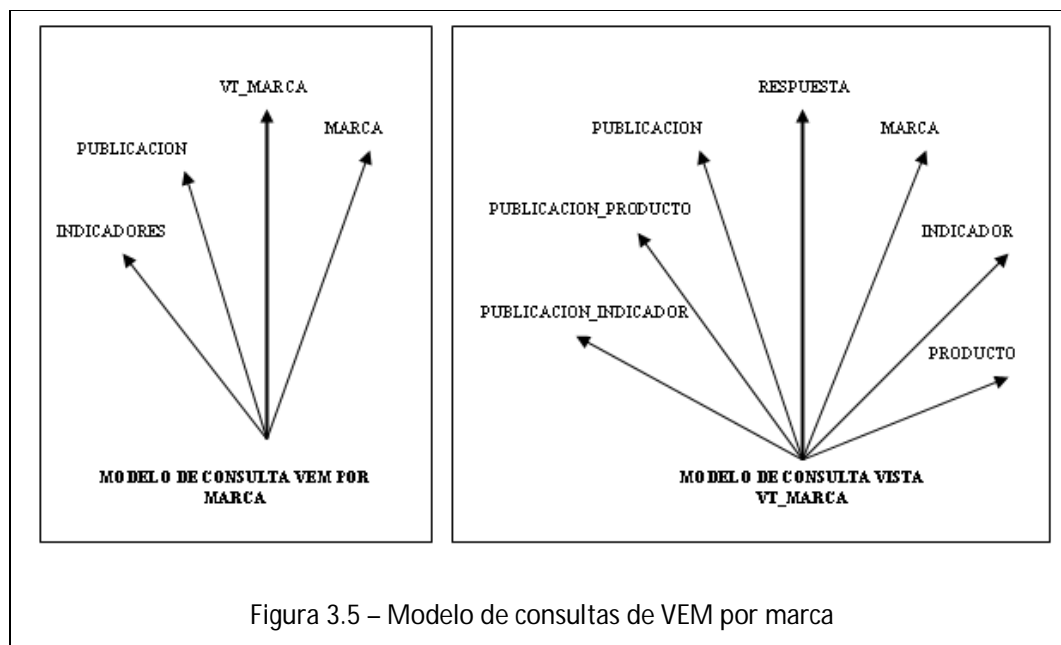 VT_MARCA
MARCA
PUBLICACION
INDICADORES
MODELO DE CONSULTA VEM POR
MARCA
RESPUESTA
PUBLICACION
MARCA
PUBLICACION_PRODUCTO
INDICADOR
PUBLICACION_INDICADOR
PRODUCTO
MODELO DE CONSULTA VISTA
VT_MARCA
Figura 3.5 – Modelo de consultas de VEM por marca